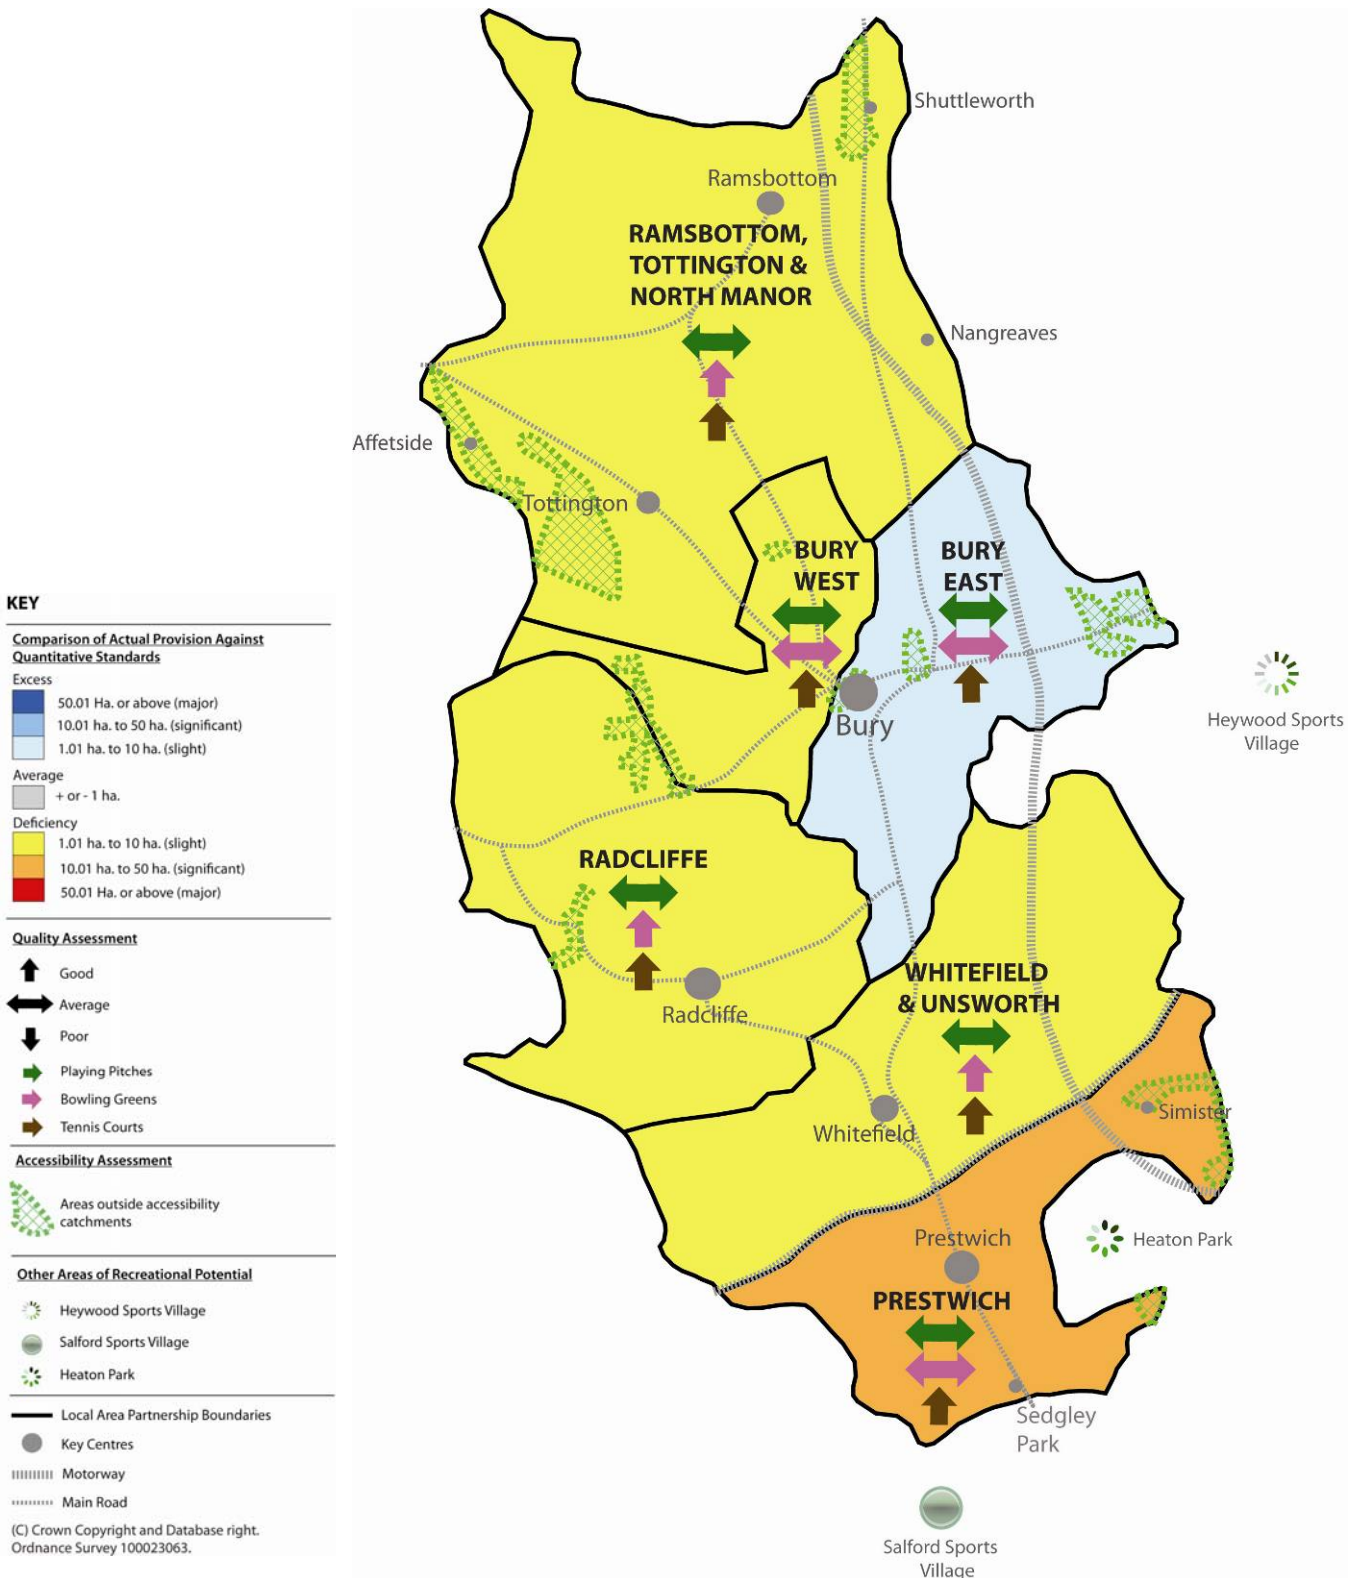 Shuttleworth
Ramsbottom
RAMSBOTTOM,
TOTTINGTON &
NORTH MANOR
Nangreaves
Affetside
Tottington
BURY
WEST
BURY
EAST
Bury
Heywood Sports
Village
RADCLIFFE
Radcliffe
WHITEFIELD
& UNSWORTH
Whitefield
Simister
Prestwich
Heaton Park
PRESTWICH
Sedgley
Park
Salford Sports
Village
KEY
Comparison of Actual Provision Against
Quantitative Standards
Excess
50.01 Ha. or above (major)
10.01 ha. to 50 ha. (significant)
1.01 ha. to 10 ha. (slight)
Average
+ or - 1 ha.
Deficiency
1.01 ha. to 10 ha. (slight)
10.01 ha. to 50 ha. (significant)
50.01 Ha. or above (major)
Quality Assessment
Good
Average
Poor
Playing Pitches
Bowling Greens
Tennis Courts
Accessibility Assessment
Areas outside accessibility
catchments
Other Areas of Recreational Potential
Heywood Sports Village
Salford Sports Village
Heaton Park
Local Area Partnership Boundaries
Key Centres
Motorway
Main Road
(C) Crown Copyright and Database right.
Ordnance Survey 100023063.